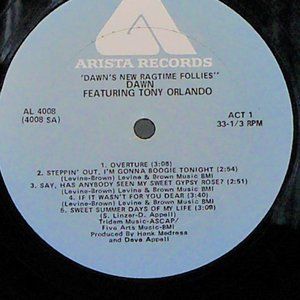 ARISTA RECORDS
"DAWN'S NEW RAGTIME FOLLIES"
DAWN
FEATURING TONY ORLANDO
AL 4008
(4008 SA)
ACT 1
33-1/3 RPM
1. OVERTURE (3:08)
2. STEPPIN' OUT, I'M GONNA BOOGIE TONIGHT (2:54)
(Levine-Brown) Levine & Brown Music BMI
3. SAY, HAS ANYBODY SEEN MY SWEET GYPSY ROSE? (2:51)
(Levine-Brown) Levine & Brown Music BMI
4. IF IT WASN'T FOR YOU DEAR (3:40)
(Levine-Brown) Levine & Brown Music BMI
5. SWEET SUMMER DAYS OF MY LIFE (3:09)
(S. Linzer-D. Appell)
Tridem Music-ASCAP/
Five Arts Music-BMI
Produced By Hank Medress
and Dave Appell